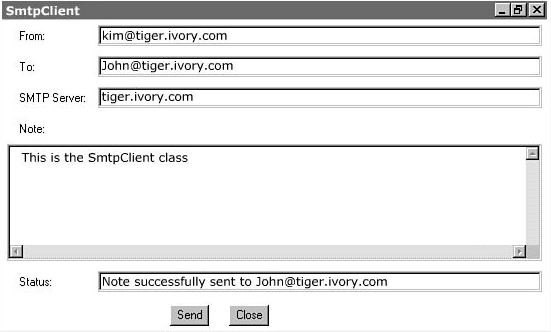 SmtpClient
From: kim@tiger.ivory.com
To: John@tiger.ivory.com
SMTP Server: tiger.ivory.com
Note:
This is the SmtpClient class
Status: Note successfully sent to John@tiger.ivory.com
Send Close